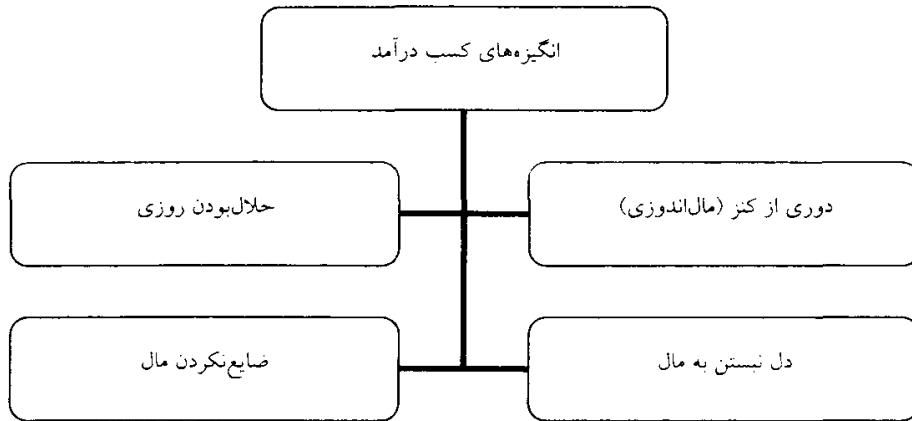 انگیزه‌های کسب درآمد
دوری از کنز (مال‌اندوزی)
حلال‌بودن روزی
دل نبستن به مال
ضایع‌نکردن مال